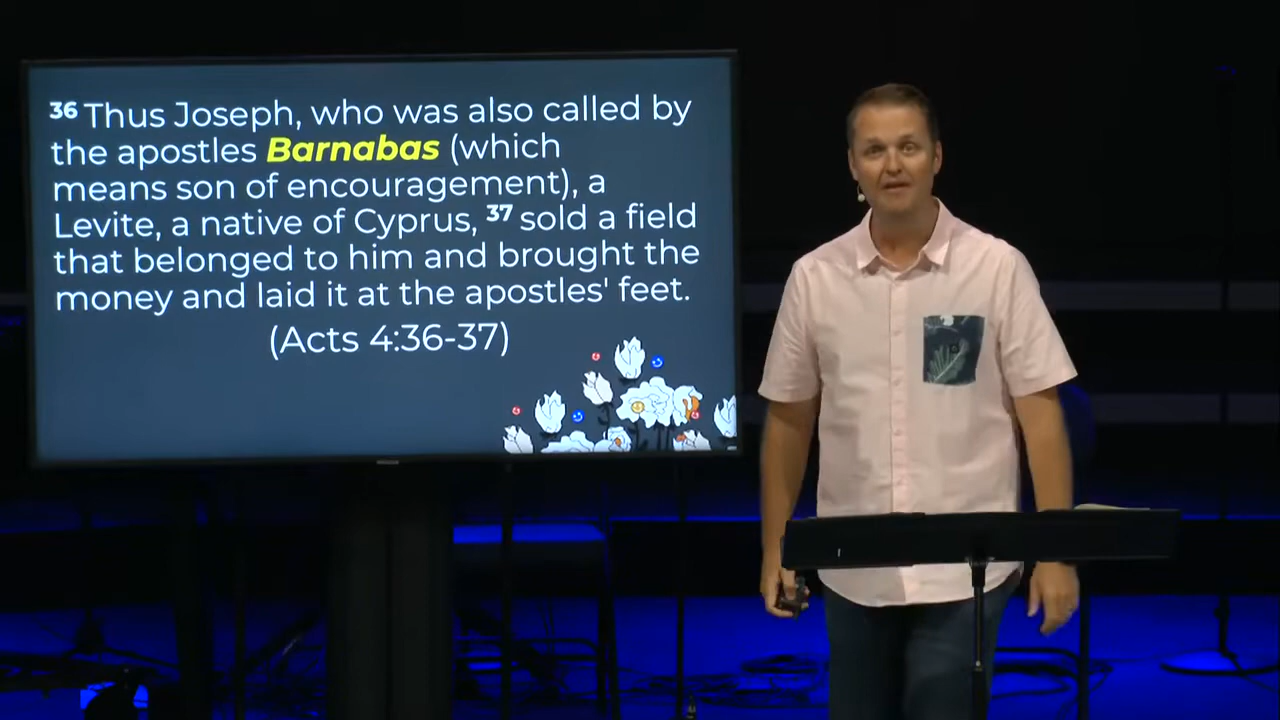 36 Thus Joseph, who was also called by
the apostles Barnabas (which
means son of encouragement), a
Levite, a native of Cyprus, 37 sold a field
that belonged to him and brought the
money and laid it at the apostles' feet.
(Acts 4:36-37)